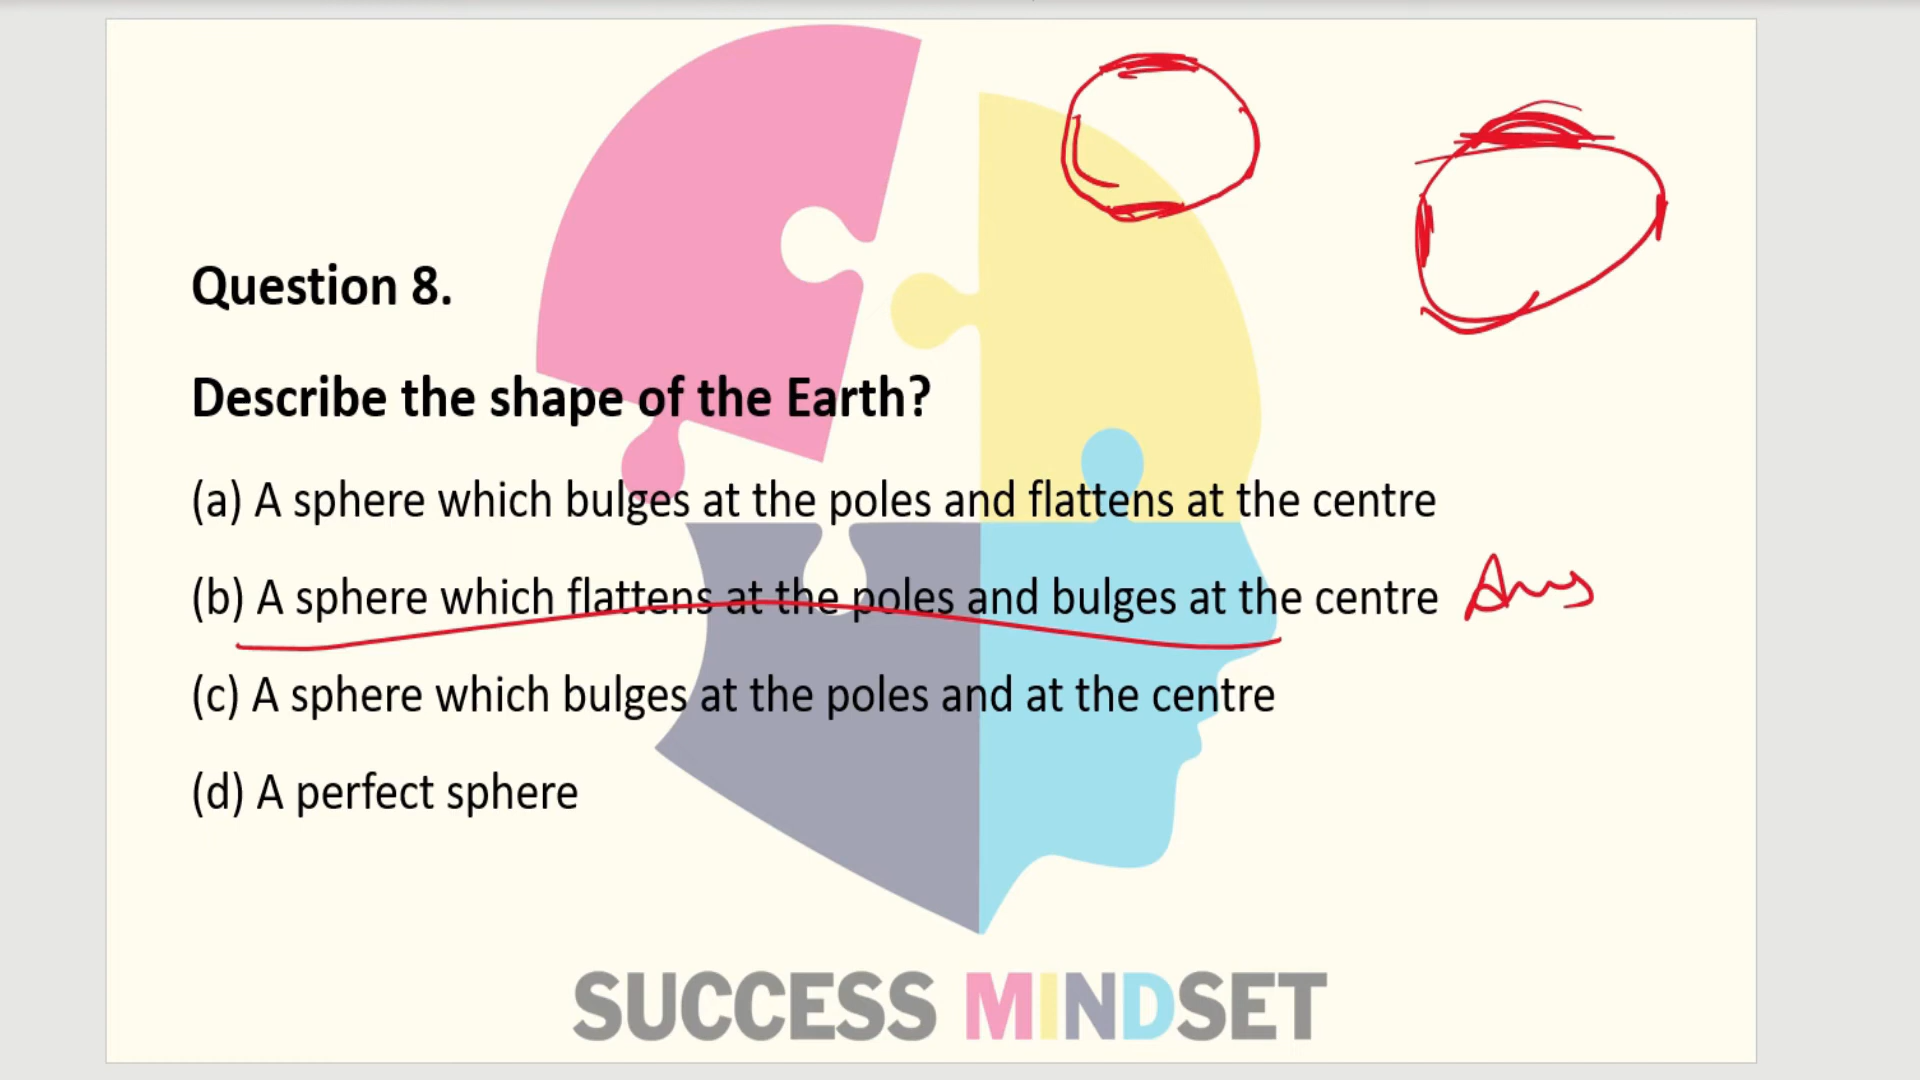 Question 8.
Describe the shape of the Earth?
(a) A sphere which bulges at the poles and flattens at the centre
(b) A sphere which flattens at the poles and bulges at the centre Ans
(c) A sphere which bulges at the poles and at the centre
(d) A perfect sphere
SUCCESS MINDSET